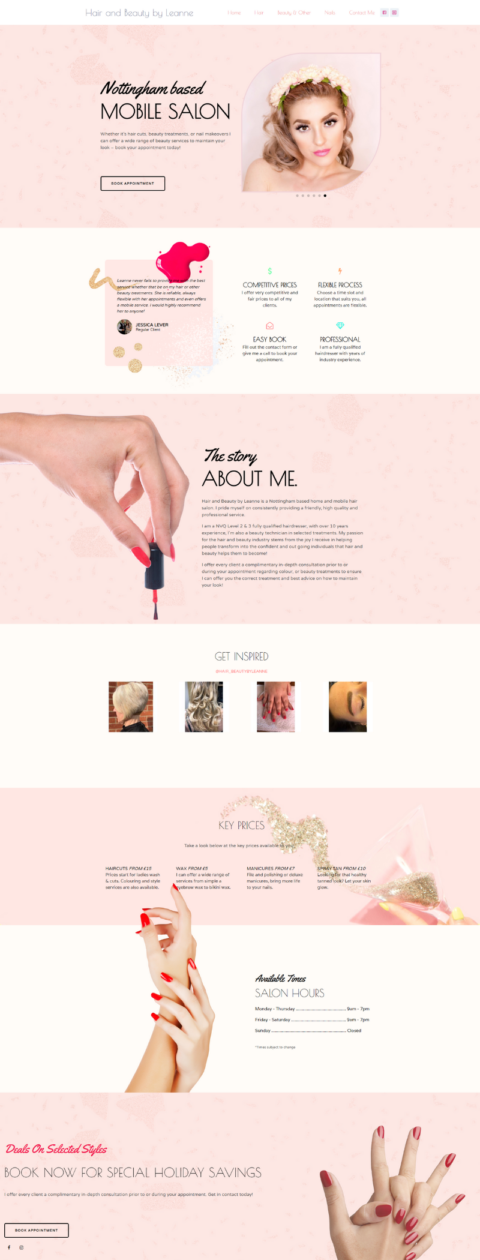 Hair and Beauty by Leanne
Home Hair Beauty & Other Nails Contact Me
Nottingham based
MOBILE SALON
Whether it's hair cuts, beauty treatments, or nail makeovers I
can offer a wide range of beauty services to maintain your
look – book your appointment today!
BOOK APPOINTMENT
Leanne never fails to provide me with the best
service whether that be on my hair or other
beauty treatments. She is reliable, always
flexible with her appointments and even offers
a mobile service. I would highly recommend
her to anyone!
JESSICA LEVER
Regular Client
COMPETITIVE PRICES
I offer very competitive and
fair prices to all of my
clients.
FLEXIBLE PROCESS
Choose a time slot and
location that suits you, all
appointments are flexible.
EASY BOOK
Fill out the contact form or
give me a call to book your
appointment.
PROFESSIONAL
I am a fully qualified
hairdresser with years of
industry experience.
The story
ABOUT ME.
Hair and Beauty by Leanne is a Nottingham based home and mobile hair
salon. I pride myself on consistently providing a friendly, high quality and
professional service.
I am a NVQ Level 2 & 3 fully qualified hairdresser, with over 10 years
experience, I'm also a beauty technician in selected treatments. My passion
for the hair and beauty industry stems from the joy I receive in helping
people transform into the confident and out going individuals that hair and
beauty helps them to become!
I offer every client a complimentary in-depth consultation prior to or
during your appointment regarding colour, or beauty treatments to ensure
I can offer you the correct treatment and best advice on how to maintain
your look!
GET INSPIRED
KEY PRICES
Take a look below at the key prices available to you
HAIRCUTS FROM £15
Prices start for ladies wash
& cuts. Colouring and style
services are also available.
WAX FROM £5
I can offer a wide range of
services from simple a
eyebrow wax to bikini wax.
MANICURES FROM £7
File and polishing or deluxe
manicures, bring more life
to your nails.
SPRAY TAN FROM £10
Looking for that healthy
tanned look? Let your skin
glow.
Available Times
SALON HOURS
Monday - Thursday 9am - 7pm
Friday - Saturday 9am - 7pm
Sunday Closed
*Times subject to change
Deals On Selected Styles
BOOK NOW FOR SPECIAL HOLIDAY SAVINGS
I offer every client a complimentary in-depth consultation prior to or during your appointment. Get in contact today!
BOOK APPOINTMENT